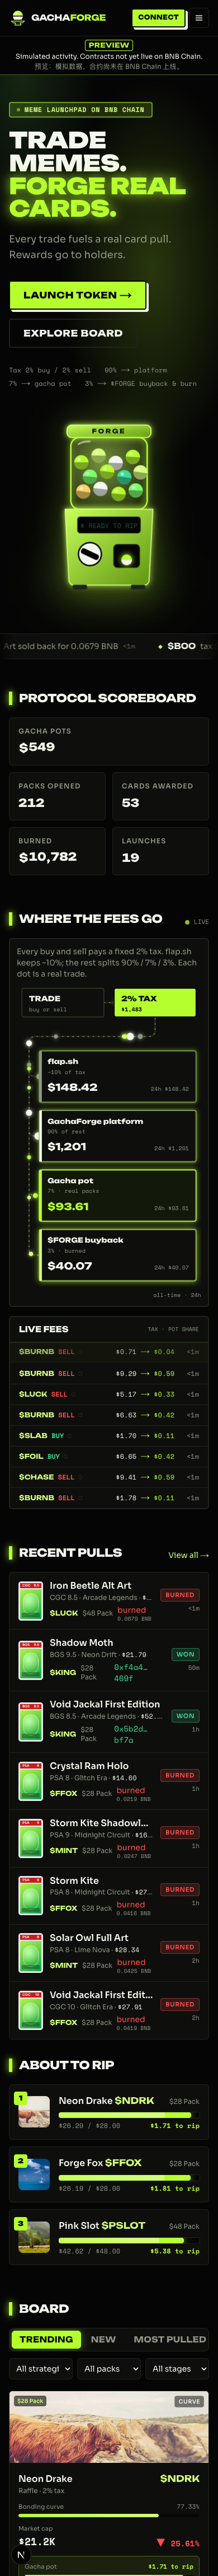 GACHAFORGE
CONNECT
PREVIEW
Simulated activity. Contracts not yet live on BNB Chain.
预览：模拟数据，合约尚未在 BNB Chain 上线。
MEME LAUNCHPAD ON BNB CHAIN
TRADE
MEMES.
FORGE REAL
CARDS.
Every trade fuels a real card pull.
Rewards go to holders.
LAUNCH TOKEN →
EXPLORE BOARD
Tax 2% buy / 2% sell 90% → platform
7% → gacha pot 3% → $FORGE buyback & burn
FORGE
READY TO RIP
Art sold back for 0.0679 BNB <1m
$BOO tax
PROTOCOL SCOREBOARD
GACHA POTS
$549
PACKS OPENED
212
CARDS AWARDED
53
BURNED
$10,782
LAUNCHES
19
WHERE THE FEES GO
LIVE
Every buy and sell pays a fixed 2% tax. flap.sh
keeps ~10%; the rest splits 90% / 7% / 3%. Each
dot is a real trade.
TRADE
buy or sell
2% TAX
$1,483
flap.sh
~10% of tax
$148.42
24h $148.42
GachaForge platform
90% of rest
$1,201
24h $1,201
Gacha pot
7% · real packs
$93.61
24h $93.61
$FORGE buyback
3% · burned
$40.07
24h $40.07
all-time · 24h
LIVE FEES
TAX · POT SHARE
$BURNB SELL $0.71 → $0.04 <1m
$BURNB SELL $9.29 → $0.59 <1m
$LUCK SELL $5.17 → $0.33 <1m
$BURNB SELL $6.63 → $0.42 <1m
$SLAB BUY $1.70 → $0.11 <1m
$FOIL BUY $6.65 → $0.42 <1m
$CHASE SELL $9.41 → $0.59 <1m
$BURNB SELL $1.78 → $0.11 <1m
RECENT PULLS
View all →
Iron Beetle Alt Art
CGC 8.5 · Arcade Legends · $…
$LUCK $48 Pack burned
0.0679 BNB
BURNED
<1m
Shadow Moth
BGS 9.5 · Neon Drift · $21.79
$KING $28 Pack 0xf4a4…469f
WON
50m
Void Jackal First Edition
BGS 8.5 · Arcade Legends · $52.…
$KING $28 Pack 0x5b2d…bf7a
WON
1h
Crystal Ram Holo
PSA 8 · Glitch Era · $14.60
$FFOX $28 Pack burned
0.0219 BNB
BURNED
1h
Storm Kite Shadowl…
PSA 9 · Midnight Circuit · $16…
$MINT $28 Pack burned
0.0247 BNB
BURNED
1h
Storm Kite
PSA 8 · Midnight Circuit · $27…
$FFOX $28 Pack burned
0.0418 BNB
BURNED
1h
Solar Owl Full Art
PSA 8 · Lime Nova · $28.34
$MINT $28 Pack burned
0.0425 BNB
BURNED
2h
Void Jackal First Edit…
CGC 10 · Glitch Era · $27.91
$FFOX $28 Pack burned
0.0419 BNB
BURNED
2h
ABOUT TO RIP
1
Neon Drake $NDRK
$28 Pack
$26.29 / $28.00
$1.71 to rip
2
Forge Fox $FFOX
$28 Pack
$26.19 / $28.00
$1.81 to rip
3
Pink Slot $PSLOT
$48 Pack
$42.62 / $48.00
$5.38 to rip
BOARD
TRENDING NEW MOST PULLED
All strategi All packs All stages
$28 Pack
CURVE
Neon Drake
$NDRK
Raffle · 2% tax
Bonding curve
77.33%
Market cap
$21.2K
▼ 25.61%
N
Gacha pot
$1.71 to rip